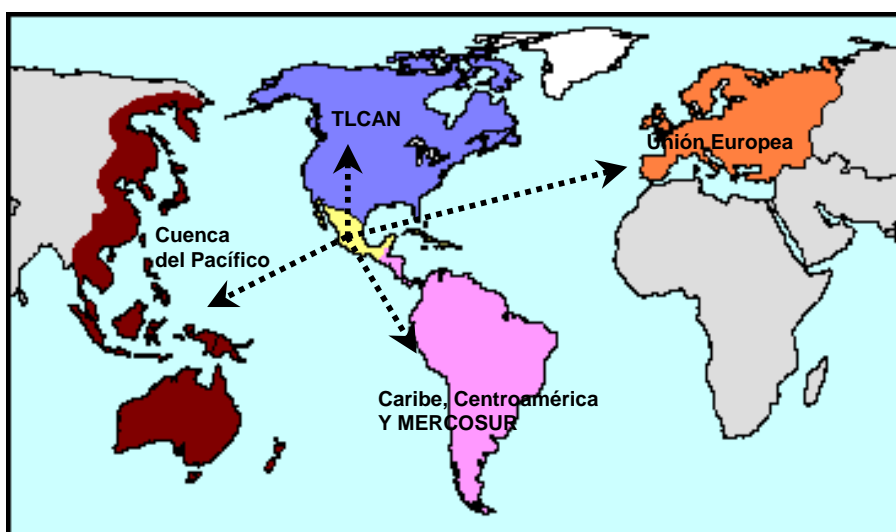 TLCAN
Unión Europea
Cuenca
del Pacífico
Caribe, Centroamérica
Y MERCOSUR